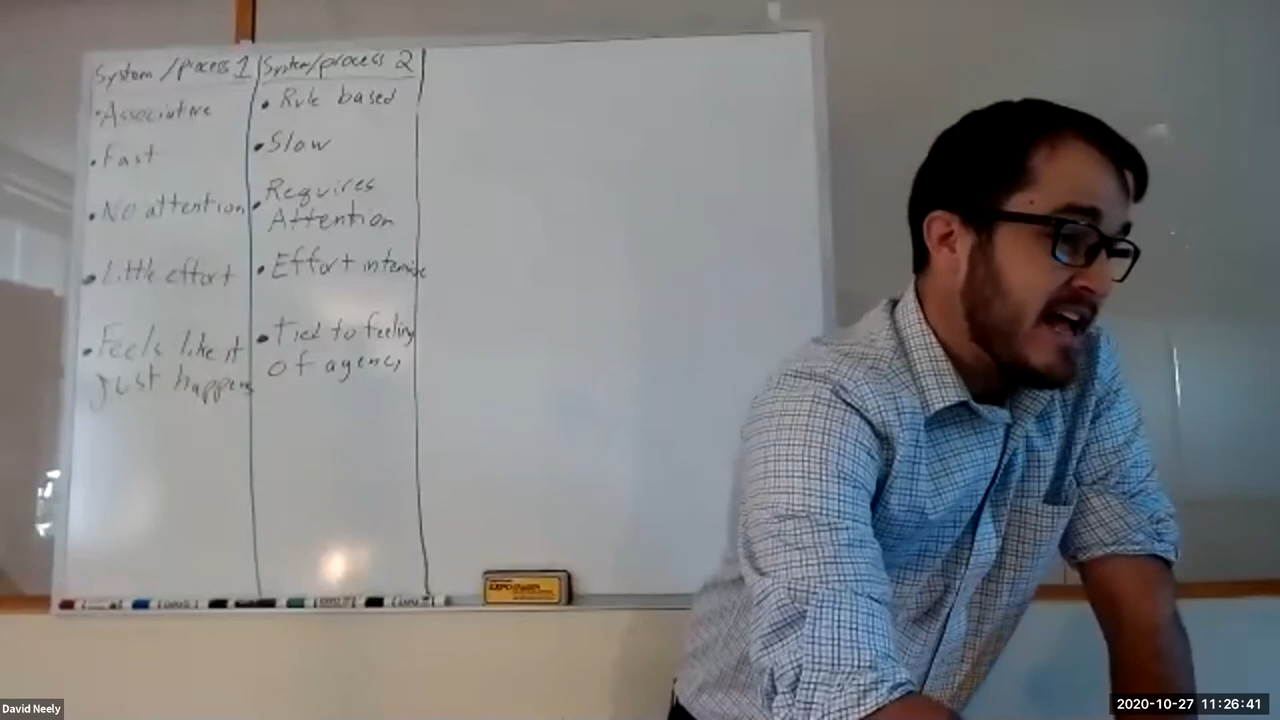 System/process 1
• Associative
• Fast
• No attention
• Little effort
• Feels like it
Just happens
System/process 2
• Rule based
• Slow
• Requires
Attention
• Effort intensive
• Tied to feeling
of agency
EXPO
David Neely
2020-10-27 11:26:41